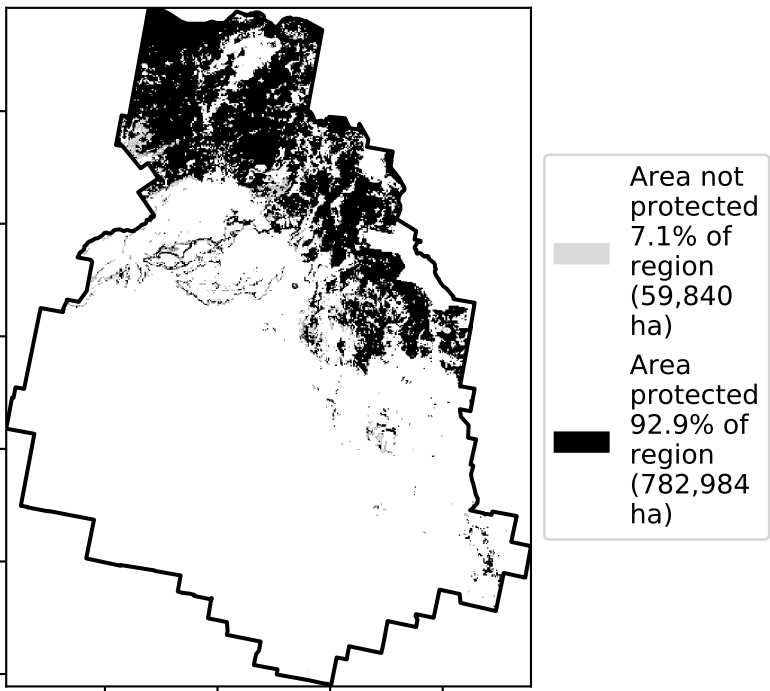 Area not
protected
7.1% of
region
(59,840
ha)
Area
protected
92.9% of
region
(782,984
ha)